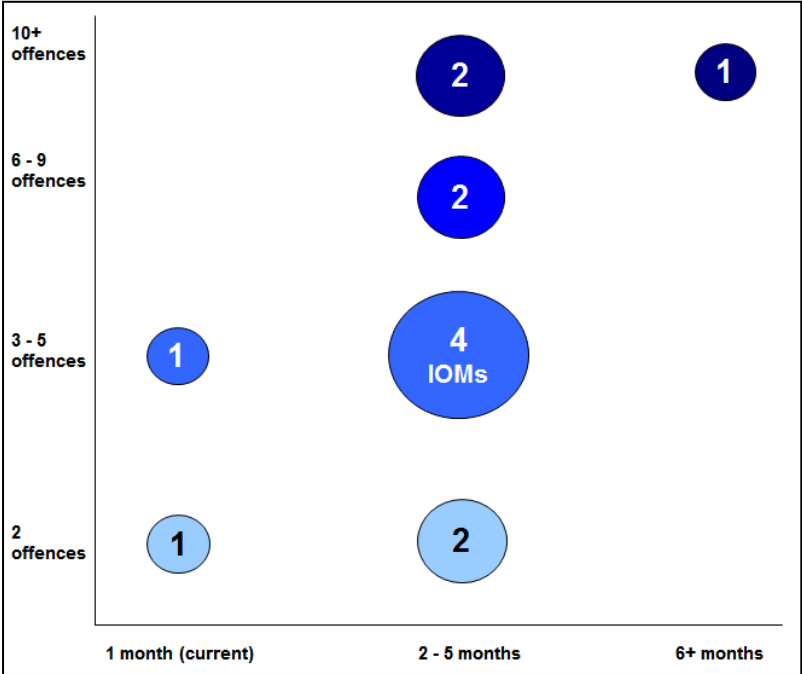 10+
offences
2
1
6 - 9
offences
2
3 - 5
offences
1
4
IOMs
2
offences
1
2
1 month (current)
2 - 5 months
6+ months